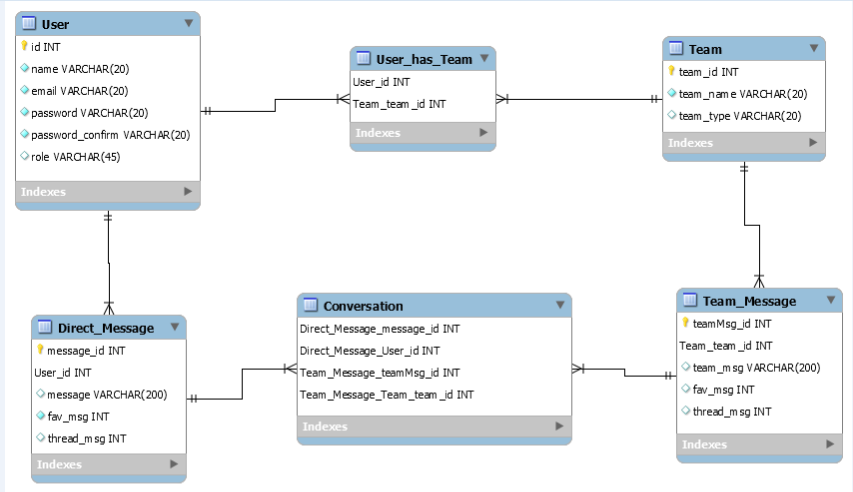 User
id INT
name VARCHAR(20)
email VARCHAR(20)
password VARCHAR(20)
password_confirm VARCHAR(20)
role VARCHAR(45)
Indexes
User_has_Team
User_id INT
Team_team_id INT
Indexes
Team
team_id INT
team_name VARCHAR(20)
team_type VARCHAR(20)
Indexes
Direct_Message
message_id INT
User_id INT
message VARCHAR(200)
fav_msg INT
thread_msg INT
Indexes
Conversation
Direct_Message_message_id INT
Direct_Message_User_id INT
Team_Message_teamMsg_id INT
Team_Message_Team_team_id INT
Indexes
Team_Message
teamMsg_id INT
Team_team_id INT
team_msg VARCHAR(200)
fav_msg INT
thread_msg INT
Indexes